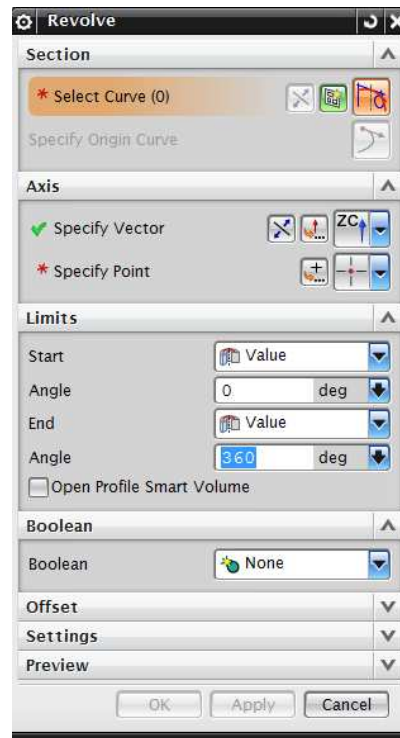 Revolve
Section
* Select Curve (0)
Specify Origin Curve
Axis
Specify Vector ZC
* Specify Point
Limits
Start Value
Angle 0 deg
End Value
Angle 360 deg
Open Profile Smart Volume
Boolean
Boolean None
Offset
Settings
Preview
OK Apply Cancel